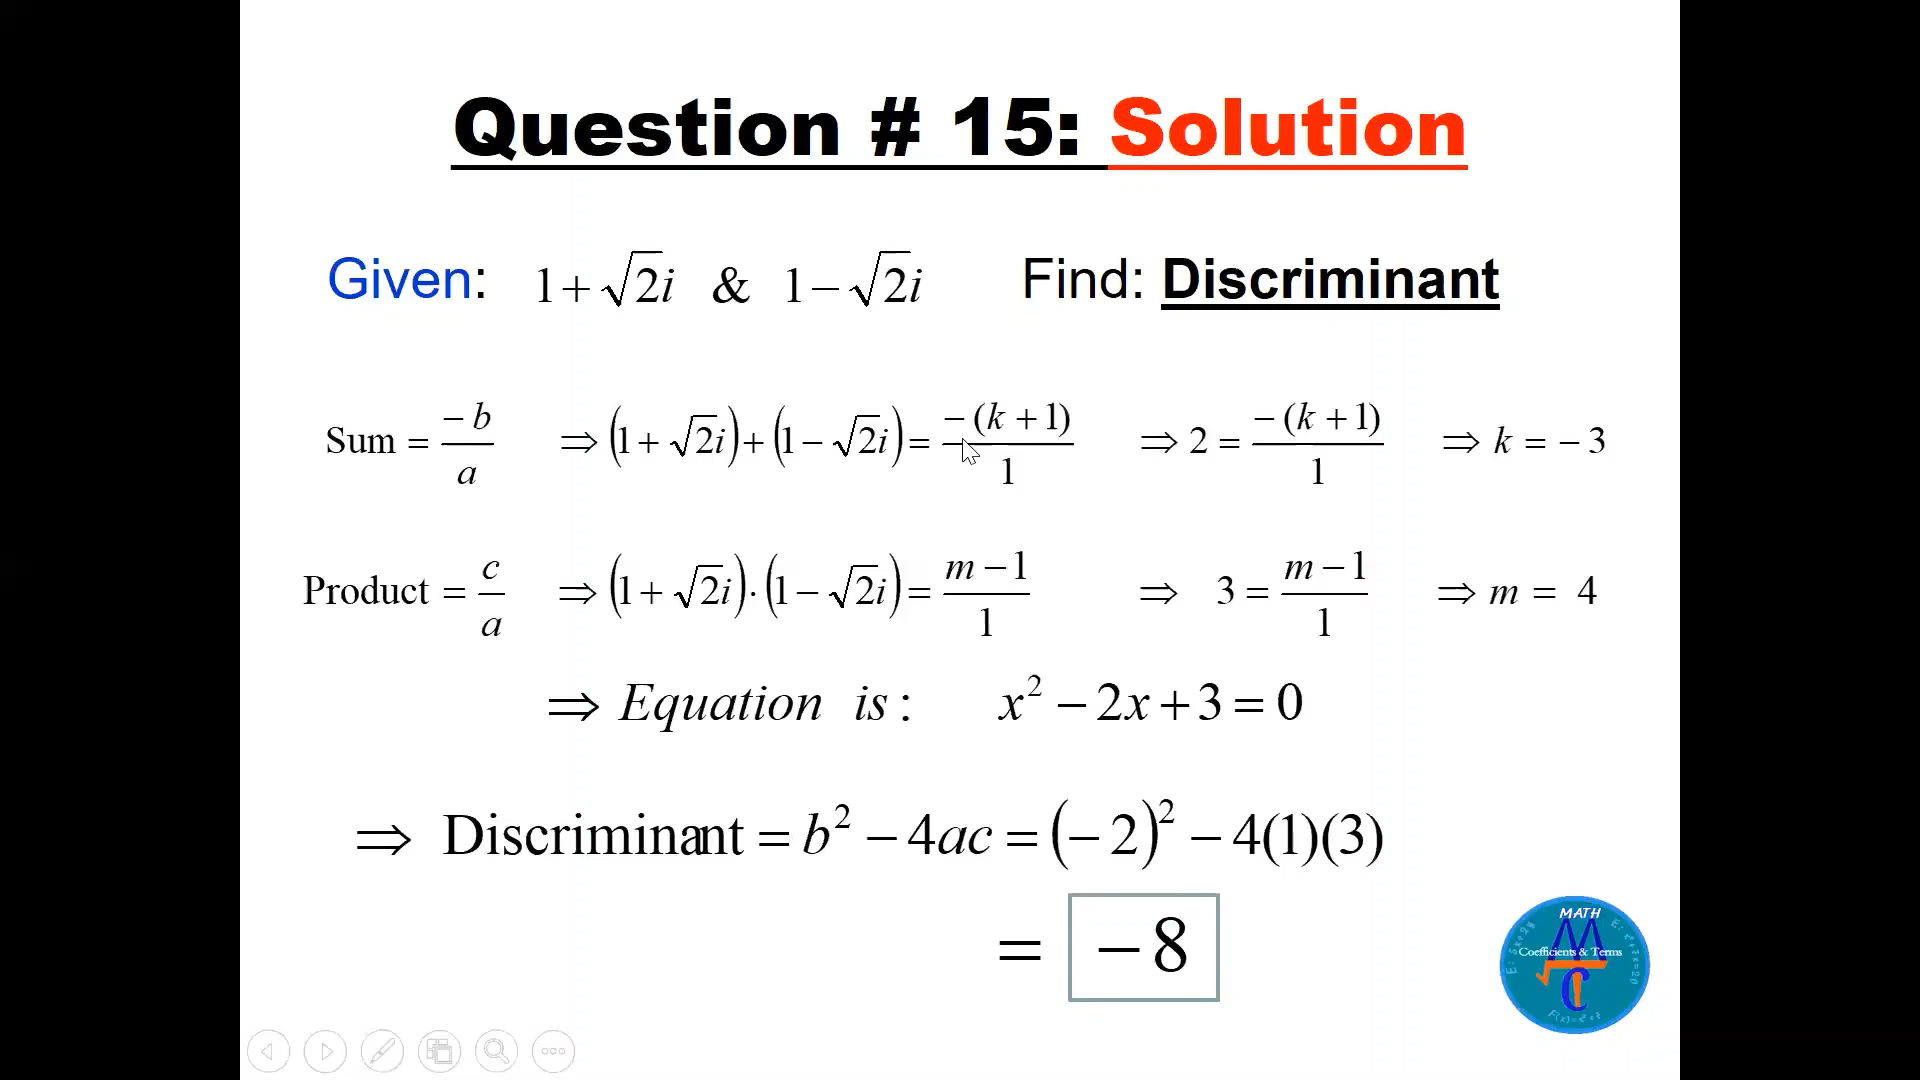 Question # 15: Solution
Given: 1 + √2i & 1 − √2i Find: Discriminant
Sum = −b/a ⇒ (1 + √2i) + (1 − √2i) = −(k + 1)/1 ⇒ 2 = −(k + 1)/1 ⇒ k = −3
Product = c/a ⇒ (1 + √2i)·(1 − √2i) = m − 1/1 ⇒ 3 = m − 1/1 ⇒ m = 4
⇒ Equation is: x² − 2x + 3 = 0
⇒ Discriminant = b² − 4ac = (−2)² − 4(1)(3)
= −8
MATH
Coefficients & Terms